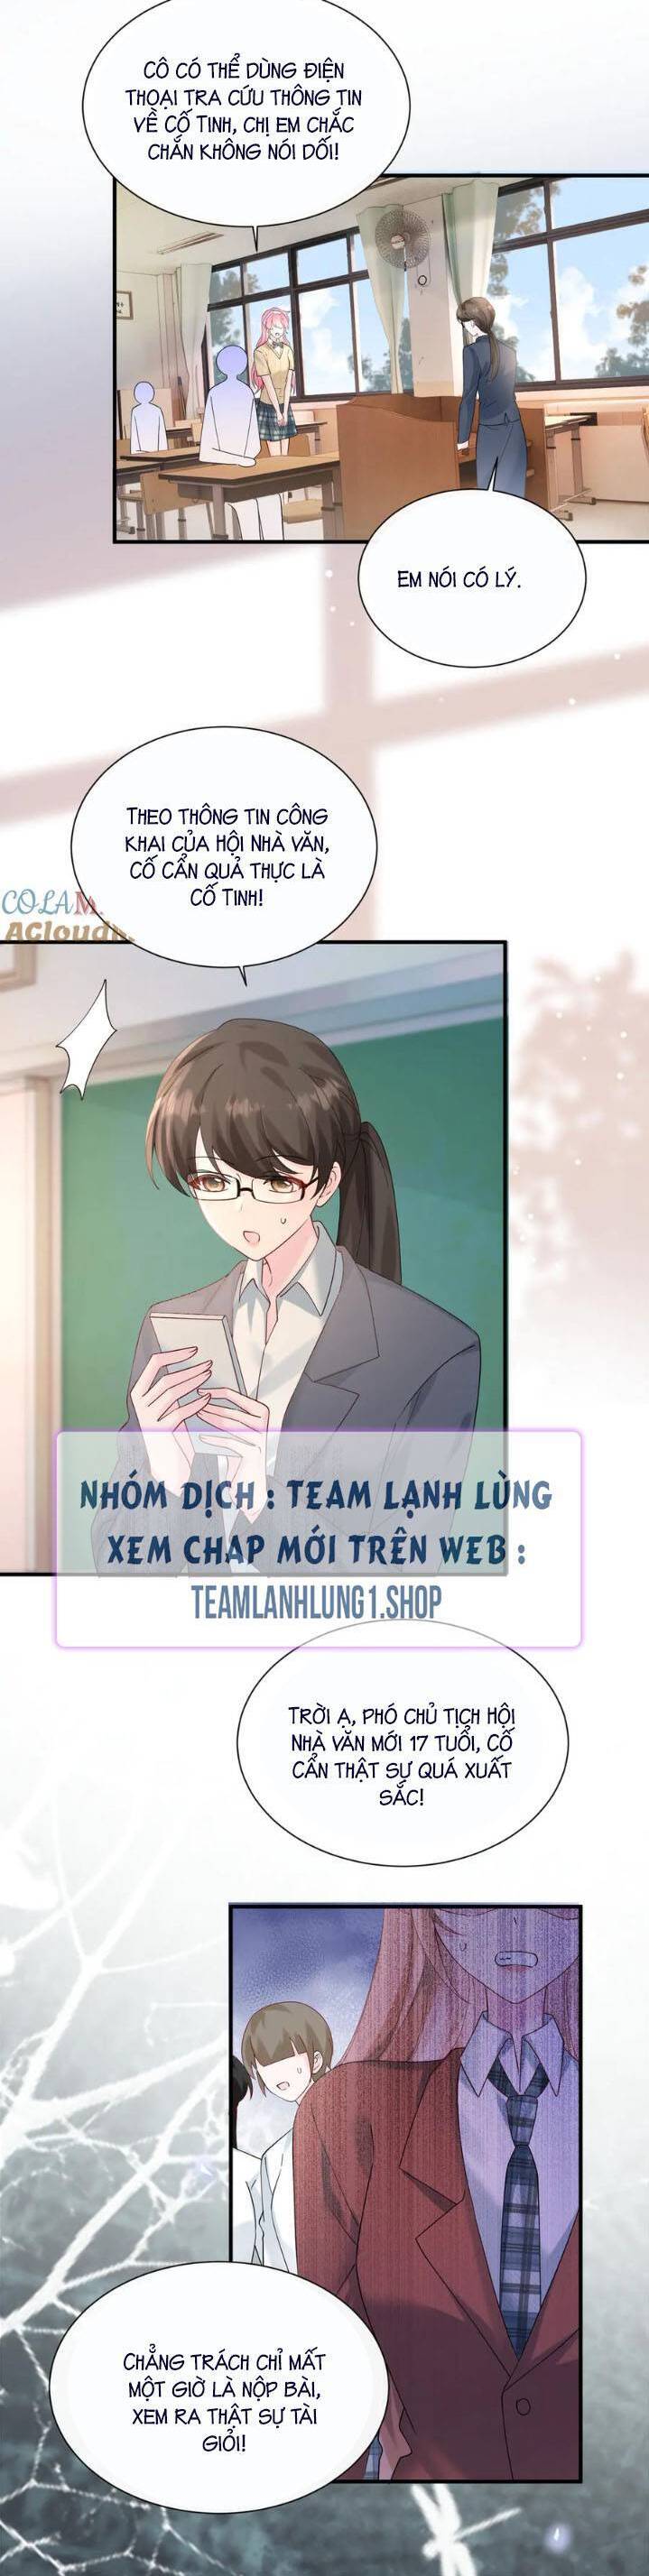 CÔ CÓ THỂ DÙNG ĐIỆN
THOẠI TRA CỨU THÔNG TIN
VỀ CỐ TINH, CHỊ EM CHẮC
CHẮN KHÔNG NÓI DỐI!
EM NÓI CÓ LÝ.
THEO THÔNG TIN CÔNG
KHAI CỦA HỘI NHÀ VĂN,
CỐ CẨN QUẢ THỰC LÀ
CỐ TINH!
COLAM
ACloud
NHÓM DỊCH : TEAM LẠNH LÙNG
XEM CHAP MỚI TRÊN WEB :
TEAMLANHLUNG1.SHOP
TRỜI Ạ, PHÓ CHỦ TỊCH HỘI
NHÀ VĂN MỚI 17 TUỔI, CỐ
CẨN THẬT SỰ QUÁ XUẤT
SẮC!
CHẲNG TRÁCH CHỈ MẤT
MỘT GIỜ LÀ NỘP BÀI,
XEM RA THẬT SỰ TÀI
GIỎI!